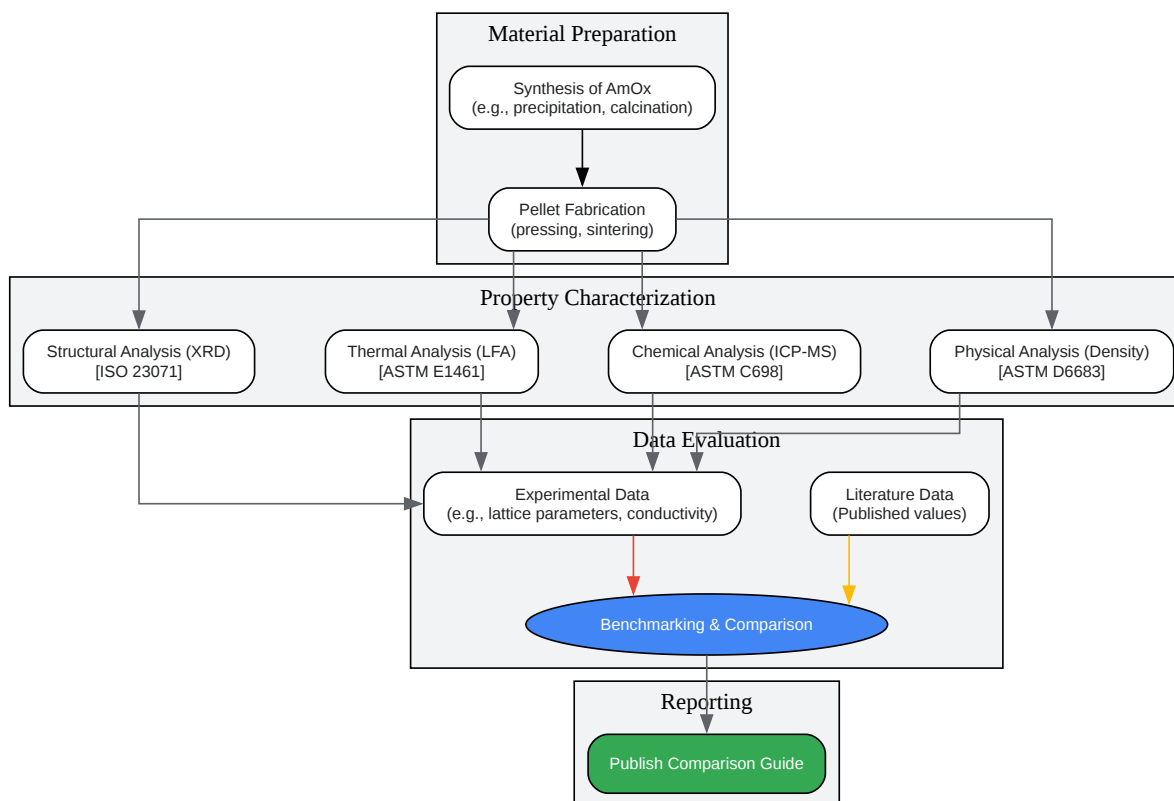 Material Preparation
Synthesis of AmOx
(e.g., precipitation, calcination)
Pellet Fabrication
(pressing, sintering)
Property Characterization
Structural Analysis (XRD)
[ISO 23071]
Thermal Analysis (LFA)
[ASTM E1461]
Chemical Analysis (ICP-MS)
[ASTM C698]
Physical Analysis (Density)
[ASTM D6683]
Data Evaluation
Experimental Data
(e.g., lattice parameters, conductivity)
Literature Data
(Published values)
Benchmarking & Comparison
Reporting
Publish Comparison Guide